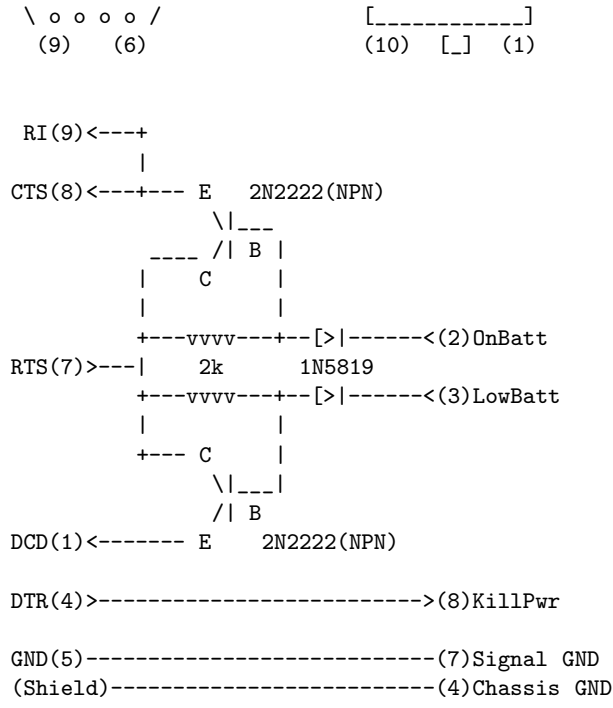 \ o o o o / [____________]
(9) (6) (10) [_] (1)
RI(9)<---+
|
CTS(8)<---+--- E 2N2222(NPN)
\|___
____ /| B |
| C |
| |
+---vvvv---+--[>|------<(2)OnBatt
RTS(7)>---| 2k 1N5819
+---vvvv---+--[>|------<(3)LowBatt
| |
+--- C |
\|___|
/| B
DCD(1)<------- E 2N2222(NPN)
DTR(4)>-------------------------->(8)KillPwr
GND(5)----------------------------(7)Signal GND
(Shield)--------------------------(4)Chassis GND